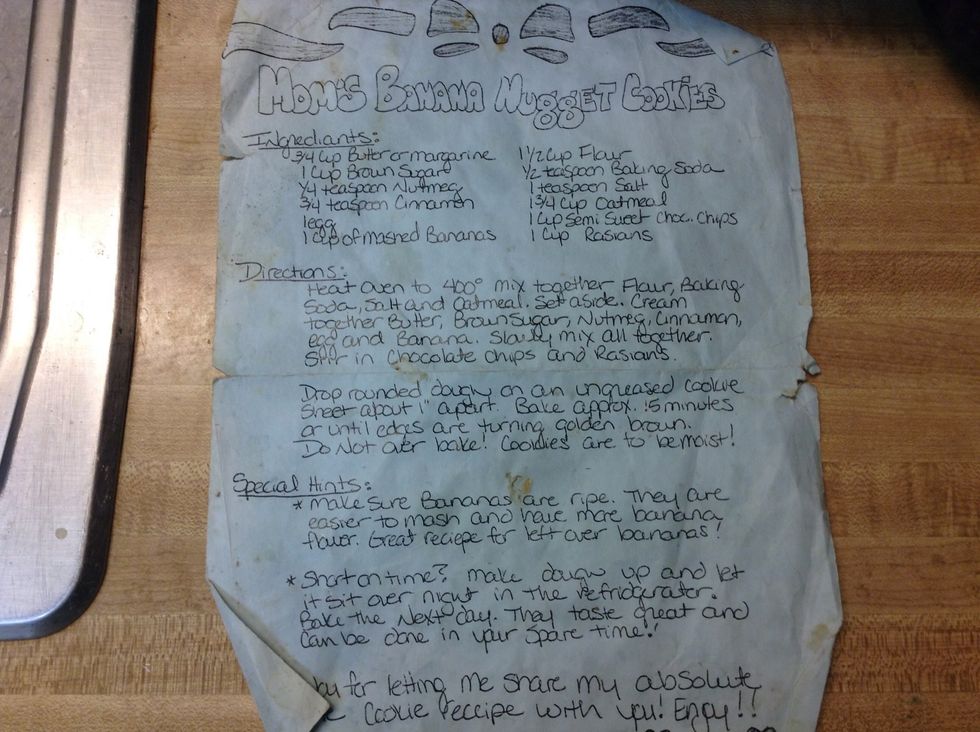 Mom's Banana Nugget Cookies
Ingrediants:
3/4 Cup Butter or margarine
1 Cup Brown Sugar
1/4 teaspoon Nutmeg
3/4 teaspoon Cinnamon
1 egg
1 Cup of Mashed Bananas
1 1/2 Cup Flour
1/2 teaspoon Baking Soda
1 teaspoon Salt
1 3/4 Cup Oatmeal
1 Cup Semi Sweet Choc. Chips
1 Cup Rasians
Directions:
Heat Oven to 400° mix together Flour, Baking
Soda, Salt and Oatmeal. Set aside. Cream
together Butter, Brown Sugar, Nutmeg, Cinnamon,
egg and Banana. Slowly mix all together.
Stir in Chocolate chips and Rasians.
Drop rounded dough on an ungreased Cookie
Sheet about 1" apart. Bake approx. 15 minutes
or until edges are turning golden brown.
Do Not over bake! Cookies are to be moist!
Special Hints:
* make Sure Bananas are ripe. They are
easier to mash and have more banana
flavor. Great reciepe for left over bananas!
* Short on time? make dough up and let
it sit over night in the refridgerator.
Bake the Next day. They taste great and
Can be done in your Spare time!!
for letting me share my absolute
Cookie reccipe with you! Enjoy!!